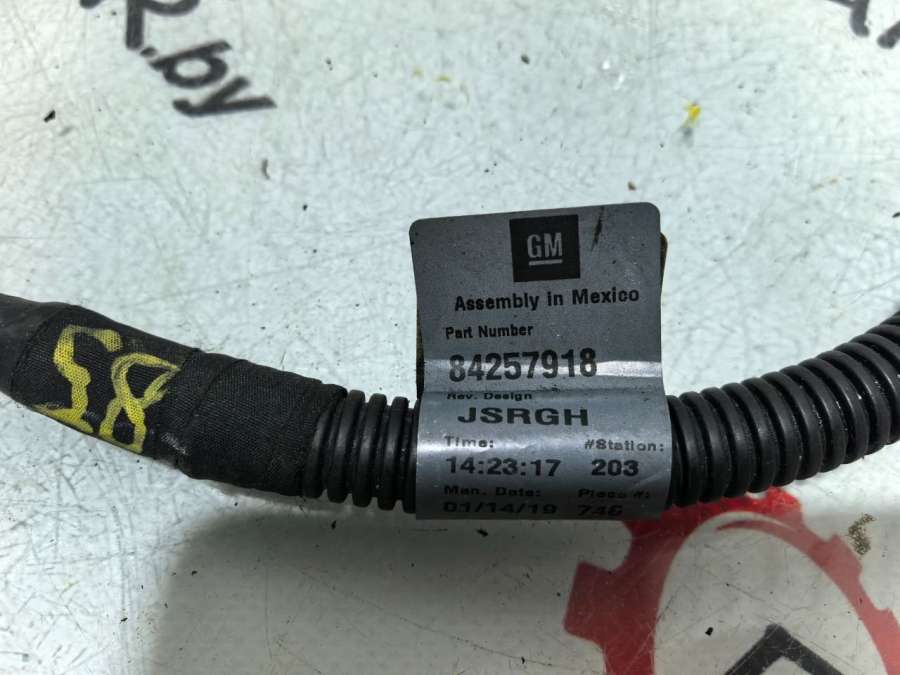 R.by
GM
Assembly in Mexico
Part Number
84257918
Rev. Design
JSRGH
Time: #Station:
14:23:17 203
Man. Date: Piece #:
01/14/19